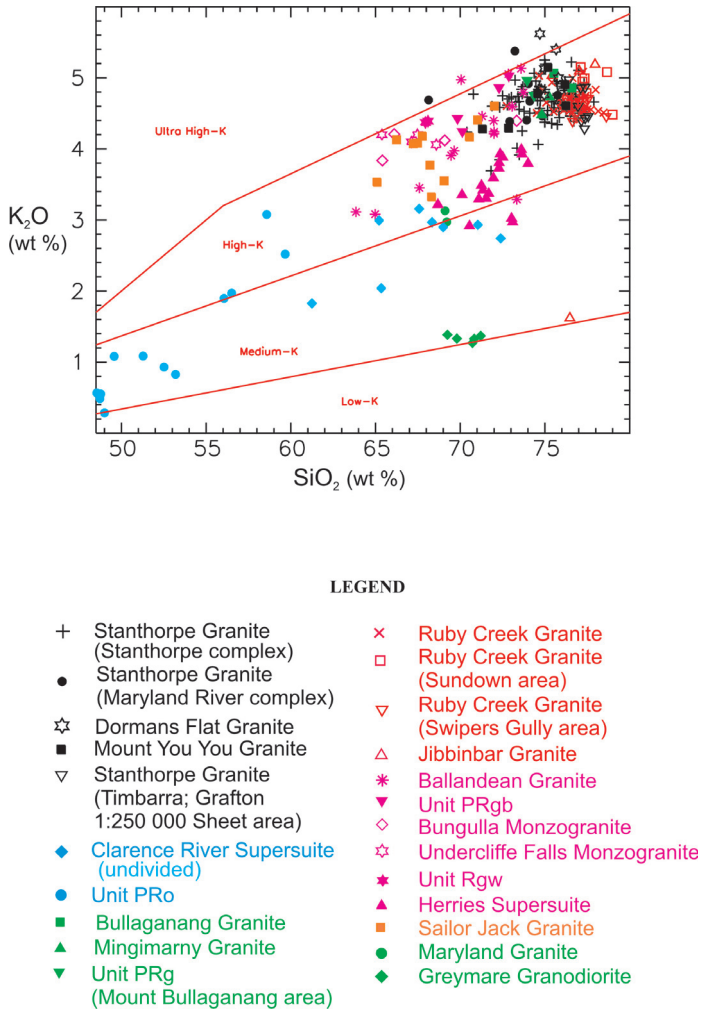 6
5
4
3
2
1
K₂O
(wt %)
Ultra High-K
High-K
Medium-K
Low-K
50
55
60
65
70
75
SiO₂ (wt %)
LEGEND
Stanthorpe Granite
(Stanthorpe complex)
Stanthorpe Granite
(Maryland River complex)
Dormans Flat Granite
Mount You You Granite
Stanthorpe Granite
(Timbarra; Grafton
1:250 000 Sheet area)
Clarence River Supersuite
(undivided)
Unit PRo
Bullaganang Granite
Mingimarny Granite
Unit PRg
(Mount Bullaganang area)
Ruby Creek Granite
Ruby Creek Granite
(Sundown area)
Ruby Creek Granite
(Swipers Gully area)
Jibbinbar Granite
Ballandean Granite
Unit PRgb
Bungulla Monzogranite
Undercliffe Falls Monzogranite
Unit Rgw
Herries Supersuite
Sailor Jack Granite
Maryland Granite
Greymare Granodiorite